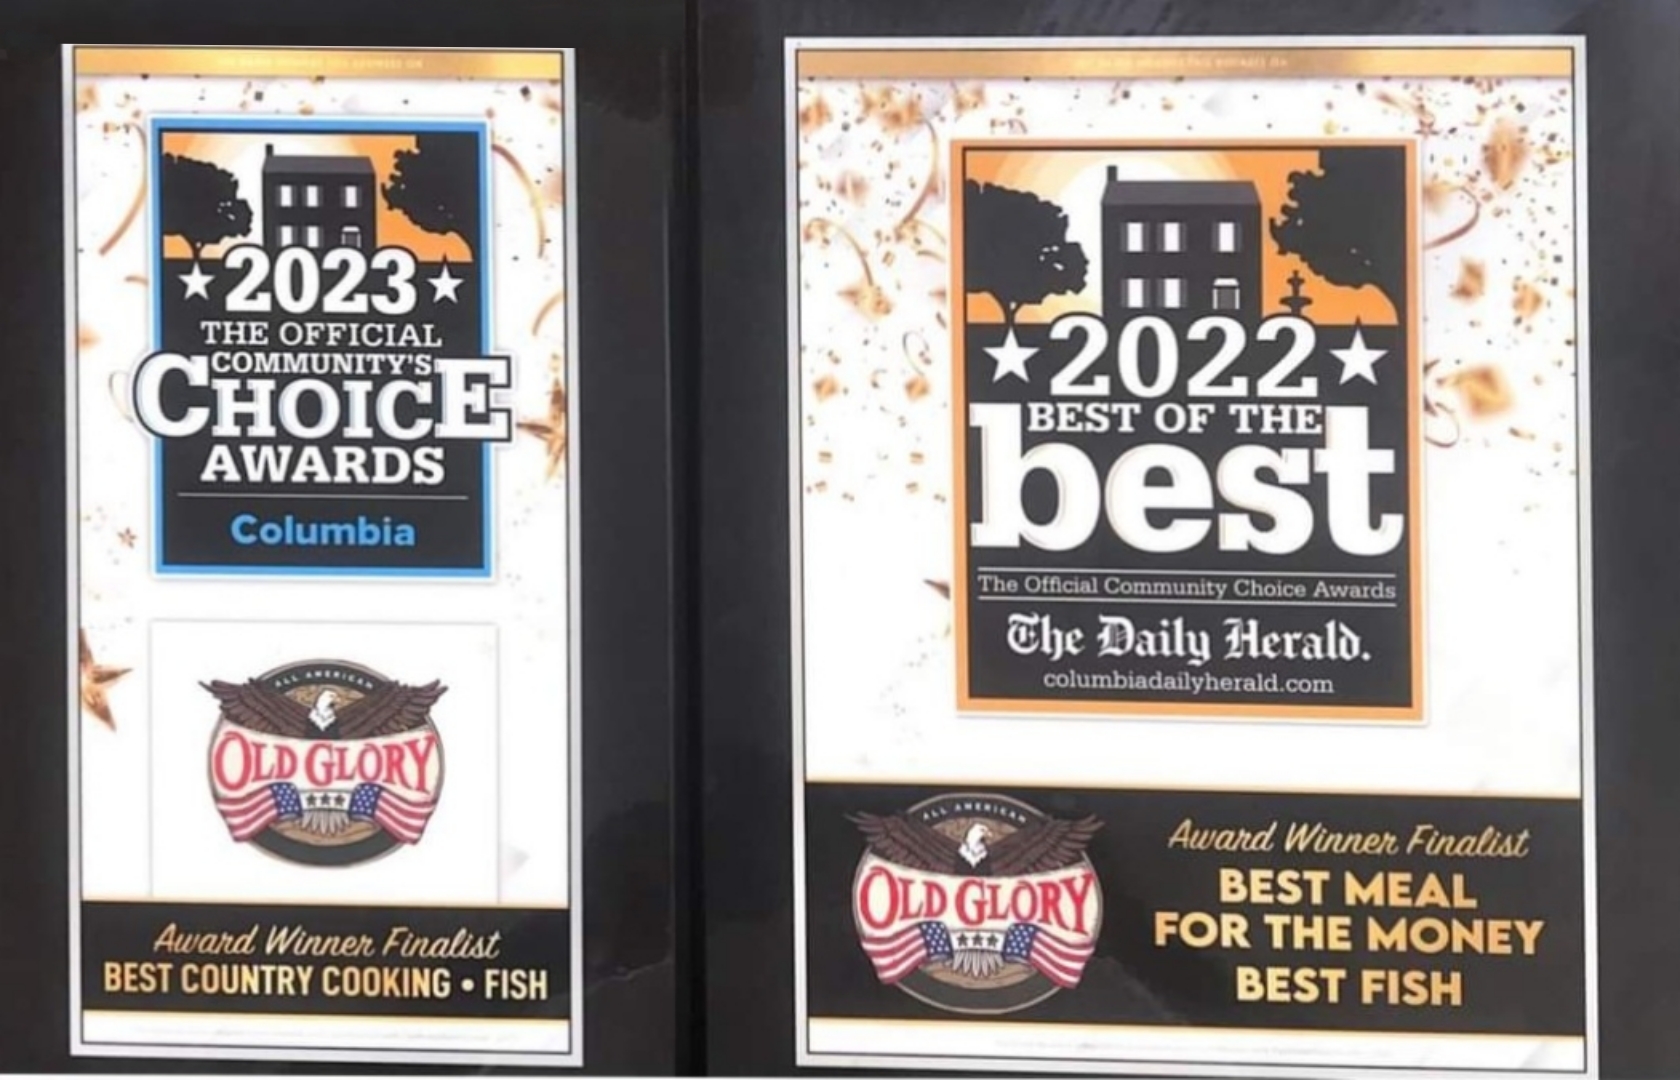 2023
THE OFFICIAL
COMMUNITY'S
CHOICE
AWARDS
Columbia
ALL AMERICAN
OLD GLORY
Award Winner Finalist
BEST COUNTRY COOKING • FISH
2022
BEST OF THE
best
The Official Community Choice Awards
The Daily Herald.
columbiadailyherald.com
ALL AMERICAN
OLD GLORY
Award Winner Finalist
BEST MEAL
FOR THE MONEY
BEST FISH